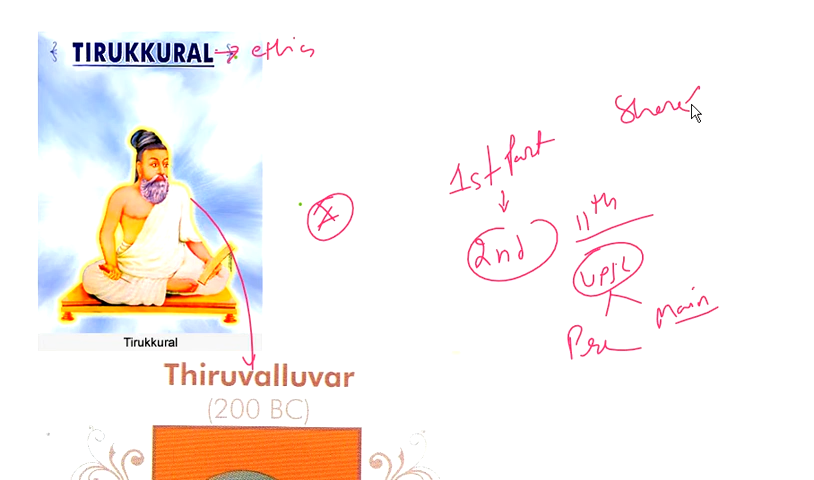 TIRUKKURAL → ethics
Share
1st Part
11th
2nd
UPSC
Main
Pre
Tirukkural
Thiruvalluvar
(200 BC)